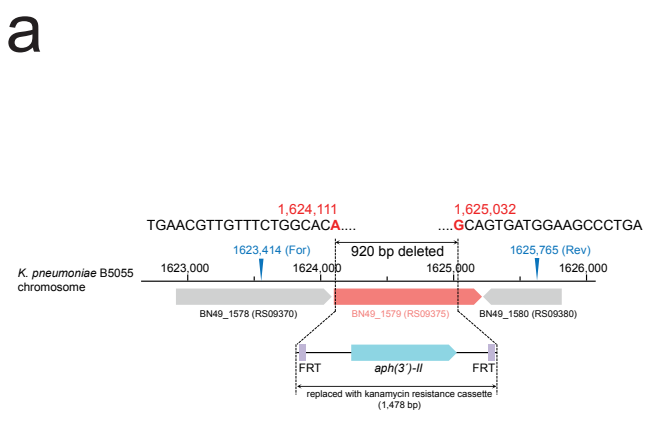 a
1,624,111 1,625,032
TGAACGTTGTTTCTGGCACA.... ....GCAGTGATGGAAGCCCTGA
920 bp deleted
1623,414 (For) 1625,765 (Rev)
K. pneumoniae B5055
chromosome
1623,000 1624,000 1625,000 1626,000
BN49_1578 (RS09370) BN49_1579 (RS09375) BN49_1580 (RS09380)
FRT aph(3´)-II FRT
replaced with kanamycin resistance cassette
(1,478 bp)